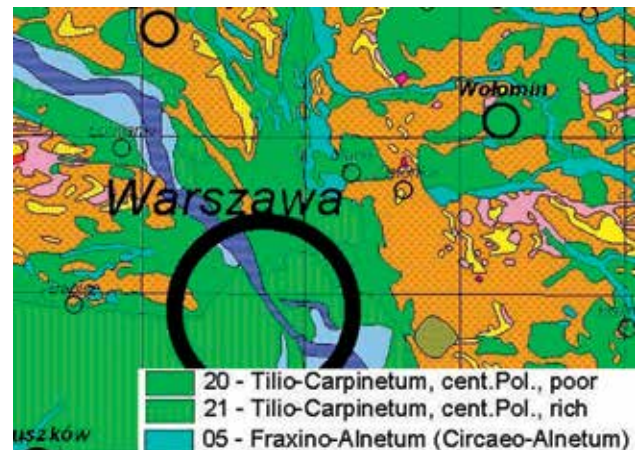 Wołomin
Warszawa
20 - Tilio-Carpinetum, cent.Pol., poor
21 - Tilio-Carpinetum, cent.Pol., rich
uszków
05 - Fraxino-Alnetum (Circaeo-Alnetum)